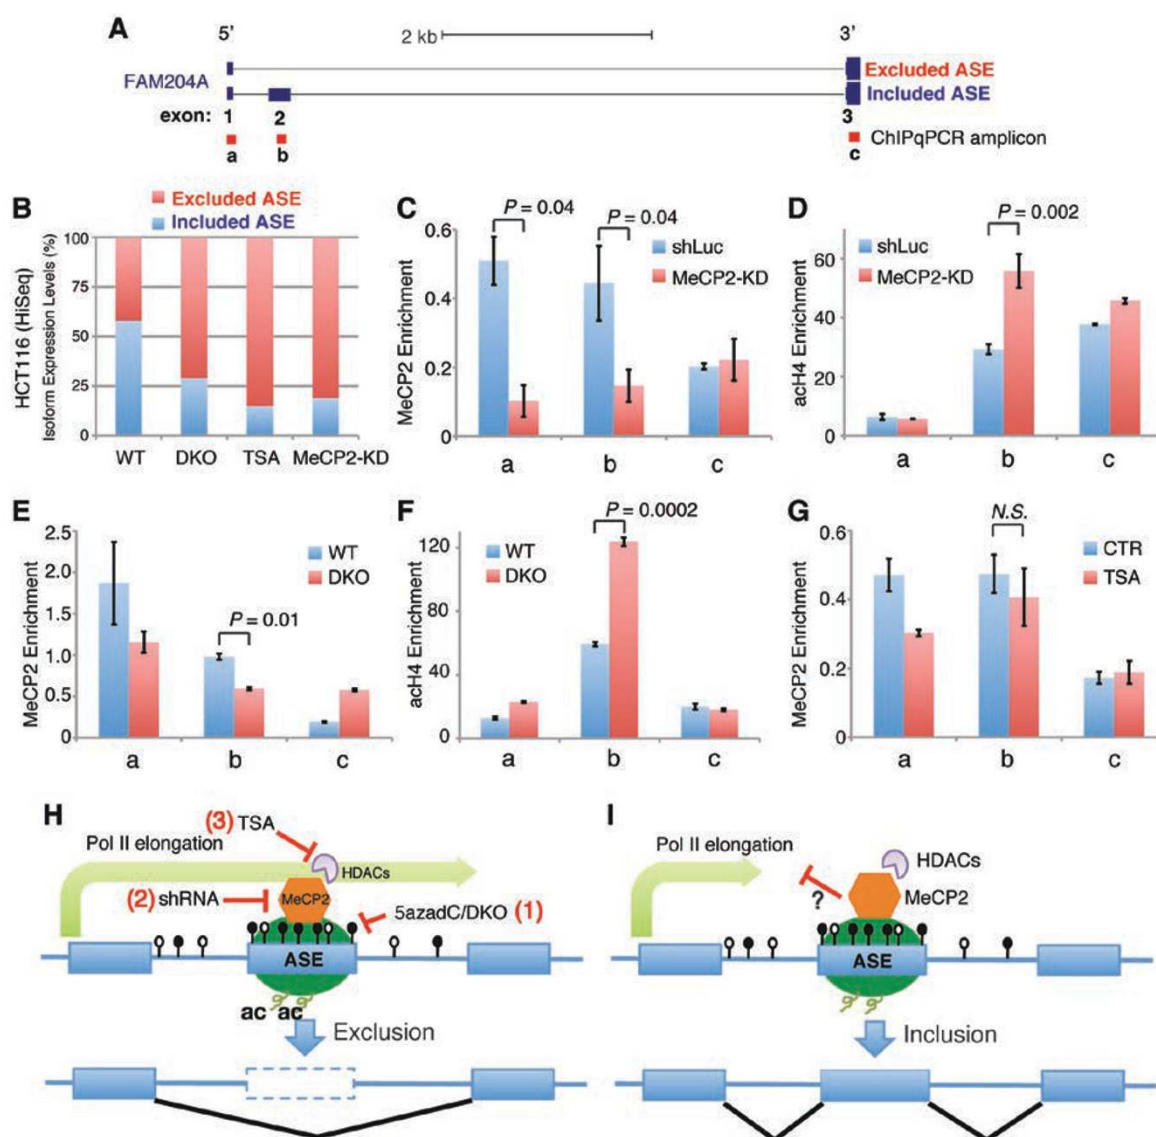 A
5'
2 kb
3'
FAM204A
Excluded ASE
Included ASE
exon: 1 2 3
a b c ChIPqPCR amplicon
B
Excluded ASE
Included ASE
HCT116 (HiSeq)
Isoform Expression Levels (%)
100
75
50
25
0
WT DKO TSA MeCP2-KD
C
P = 0.04
P = 0.04
shLuc
MeCP2-KD
MeCP2 Enrichment
0.6
0.4
0.2
0
a b c
D
P = 0.002
shLuc
MeCP2-KD
acH4 Enrichment
60
40
20
0
a b c
E
WT
DKO
P = 0.01
MeCP2 Enrichment
2.5
2.0
1.5
1.0
0.5
0
a b c
F
P = 0.0002
WT
DKO
acH4 Enrichment
120
80
40
0
a b c
G
N.S.
CTR
TSA
MeCP2 Enrichment
0.6
0.4
0.2
0
a b c
H
(3) TSA
Pol II elongation
HDACs
(2) shRNA
MeCP2
5azadC/DKO (1)
ASE
ac ac
Exclusion
I
Pol II elongation
HDACs
MeCP2
?
ASE
Inclusion